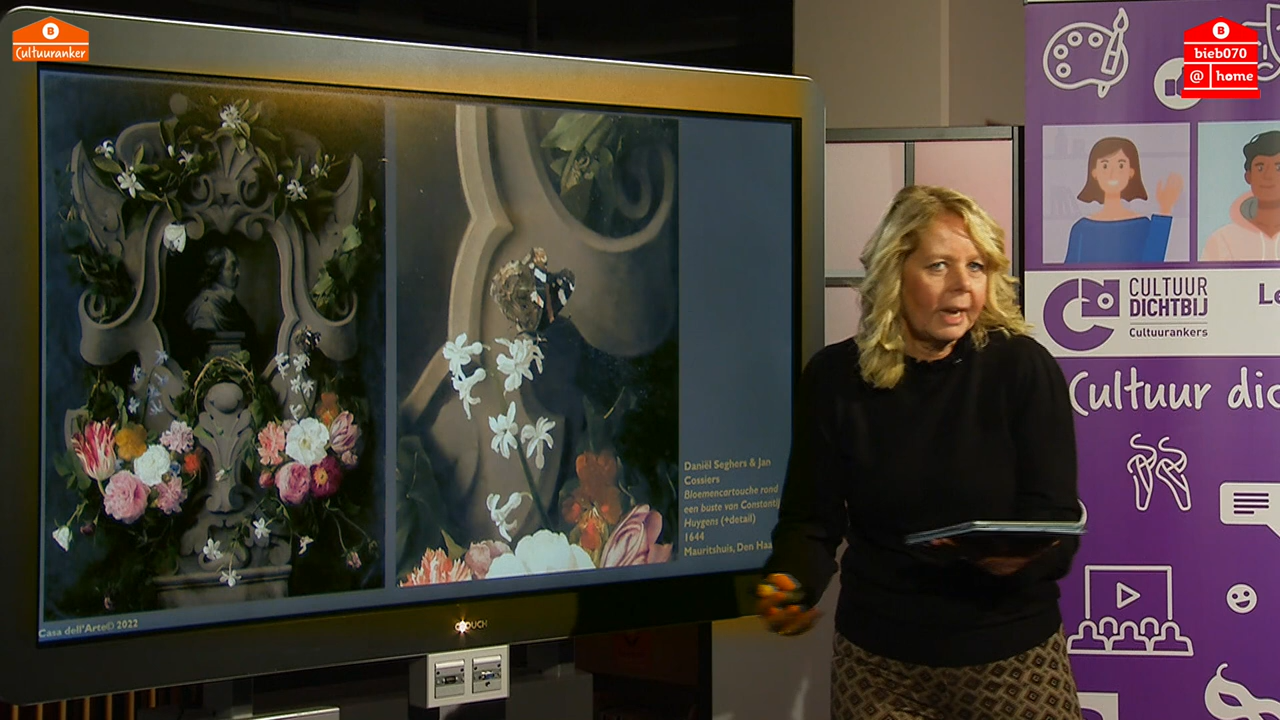 B
Cultuuranker
B
bieb070
@ home
CULTUUR
DICHTBIJ
Cultuurankers
Le
Cultuur dic
Daniël Seghers & Jan
Cossiers
Bloemencartouche rond
een buste van Constantij
Huygens (+detail)
1644
Mauritshuis, Den Haa
Casa dell'Arte© 2022